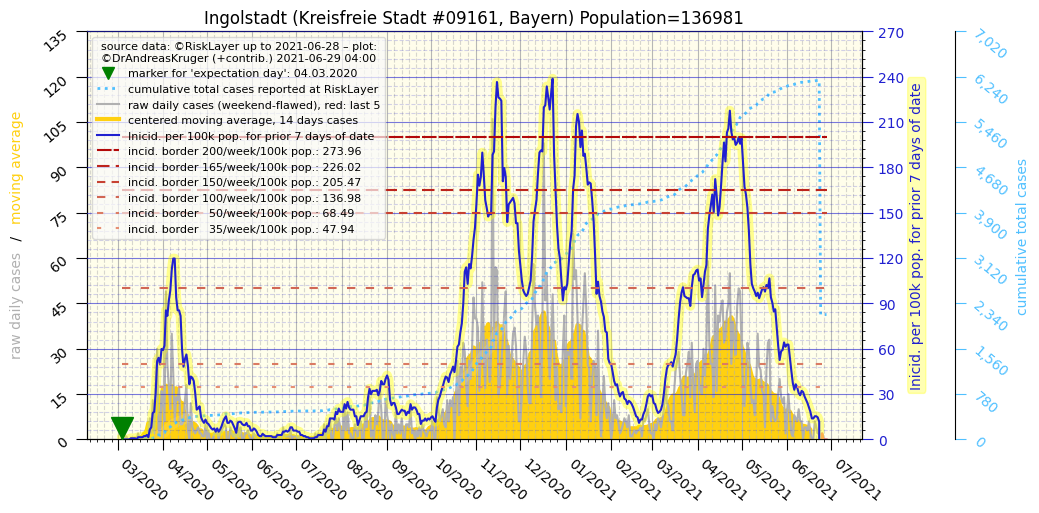 Ingolstadt (Kreisfreie Stadt #09161, Bayern) Population=136981
source data: ©RiskLayer up to 2021-06-28 – plot:
©DrAndreasKruger (+contrib.) 2021-06-29 04:00
marker for 'expectation day': 04.03.2020
cumulative total cases reported at RiskLayer
raw daily cases (weekend-flawed), red: last 5
centered moving average, 14 days cases
Inicid. per 100k pop. for prior 7 days of date
incid. border 200/week/100k pop.: 273.96
incid. border 165/week/100k pop.: 226.02
incid. border 150/week/100k pop.: 205.47
incid. border 100/week/100k pop.: 136.98
incid. border   50/week/100k pop.: 68.49
incid. border   35/week/100k pop.: 47.94
raw daily cases / moving average
135
120
105
90
75
60
45
30
15
0
270
240
210
180
150
120
90
60
30
0
Inicid. per 100k pop. for prior 7 days of date
7,020
6,240
5,460
4,680
3,900
3,120
2,340
1,560
780
0
cumulative total cases
03/2020
04/2020
05/2020
06/2020
07/2020
08/2020
09/2020
10/2020
11/2020
12/2020
01/2021
02/2021
03/2021
04/2021
05/2021
06/2021
07/2021